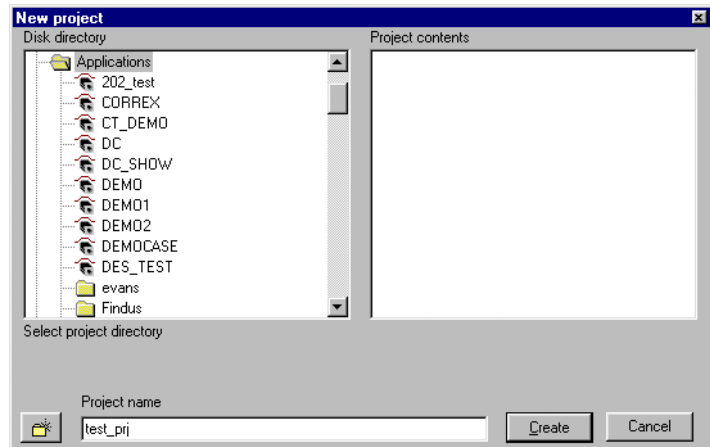 New project
Disk directory
Project contents
Applications
202_test
CORREX
CT_DEMO
DC
DC_SHOW
DEMO
DEMO1
DEMO2
DEMOCASE
DES_TEST
evans
Findus
Select project directory
Project name
test_prj
Create
Cancel